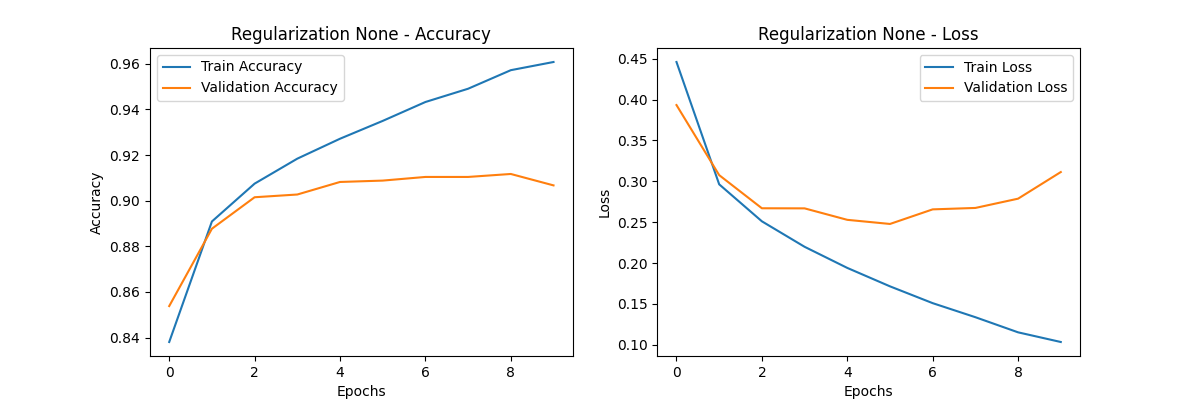 Regularization None - Accuracy
Train Accuracy
Validation Accuracy
0.96
0.94
0.92
0.90
0.88
0.86
0.84
Accuracy
0
2
4
6
8
Epochs
Regularization None - Loss
Train Loss
Validation Loss
0.45
0.40
0.35
0.30
0.25
0.20
0.15
0.10
Loss
0
2
4
6
8
Epochs